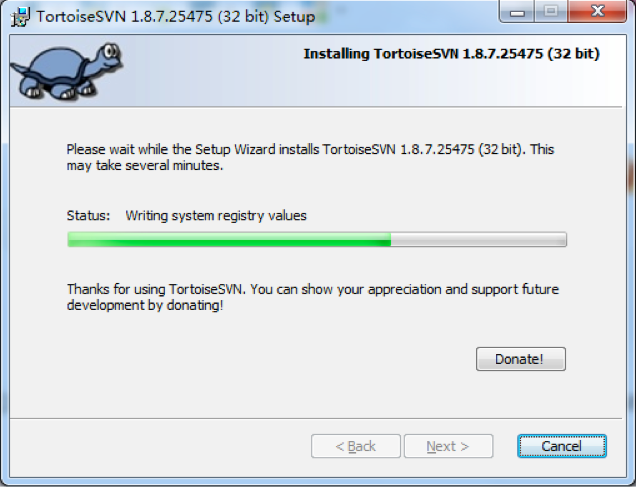 TortoiseSVN 1.8.7.25475 (32 bit) Setup
Installing TortoiseSVN 1.8.7.25475 (32 bit)
Please wait while the Setup Wizard installs TortoiseSVN 1.8.7.25475 (32 bit). This
may take several minutes.
Status: Writing system registry values
Thanks for using TortoiseSVN. You can show your appreciation and support future
development by donating!
Donate!
< Back Next > Cancel